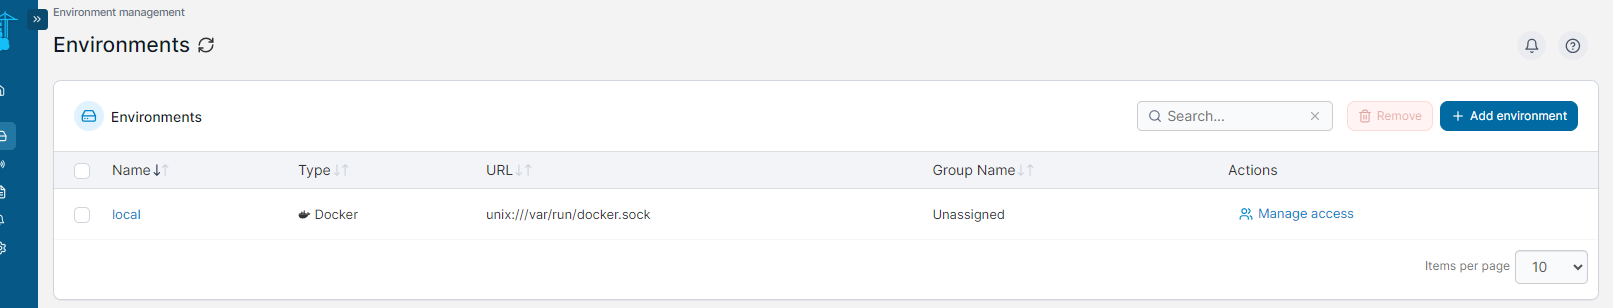 Environment management
Environments
Environments
Search...
Remove
Add environment
Name Type URL Group Name Actions
local Docker unix:///var/run/docker.sock Unassigned Manage access
Items per page 10